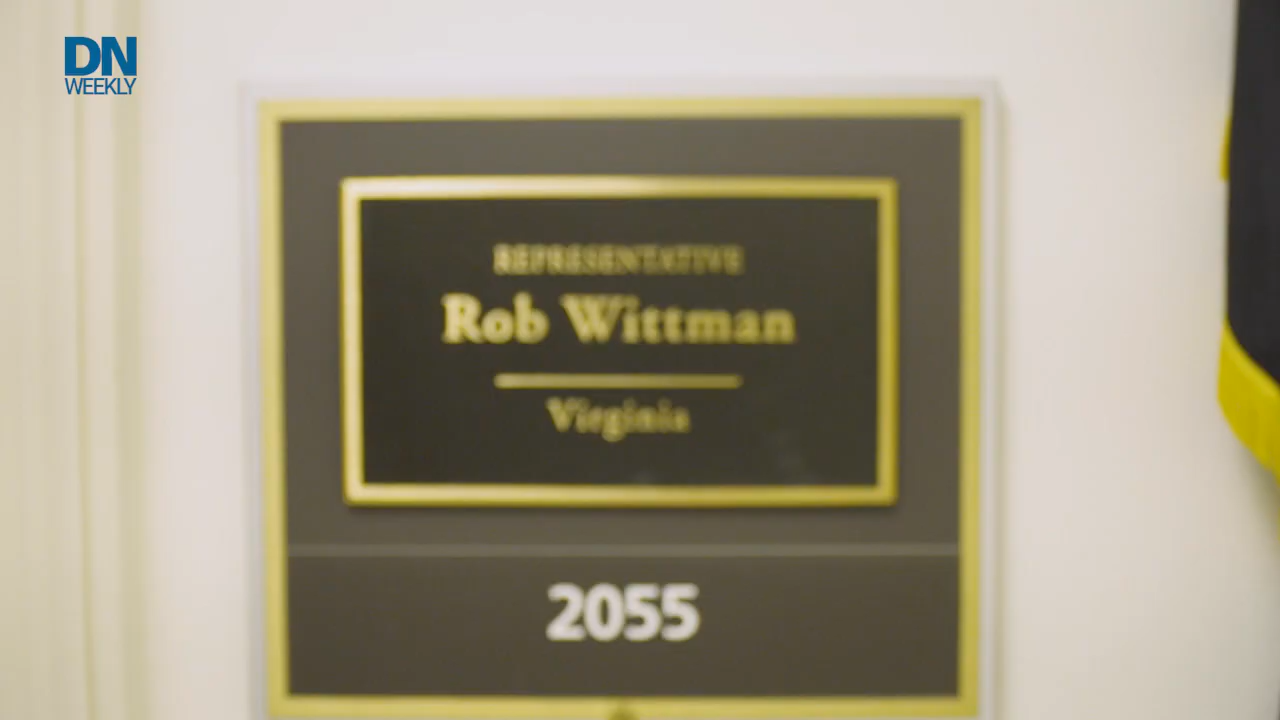 DN
WEEKLY
REPRESENTATIVE
Rob Wittman
Virginia
2055